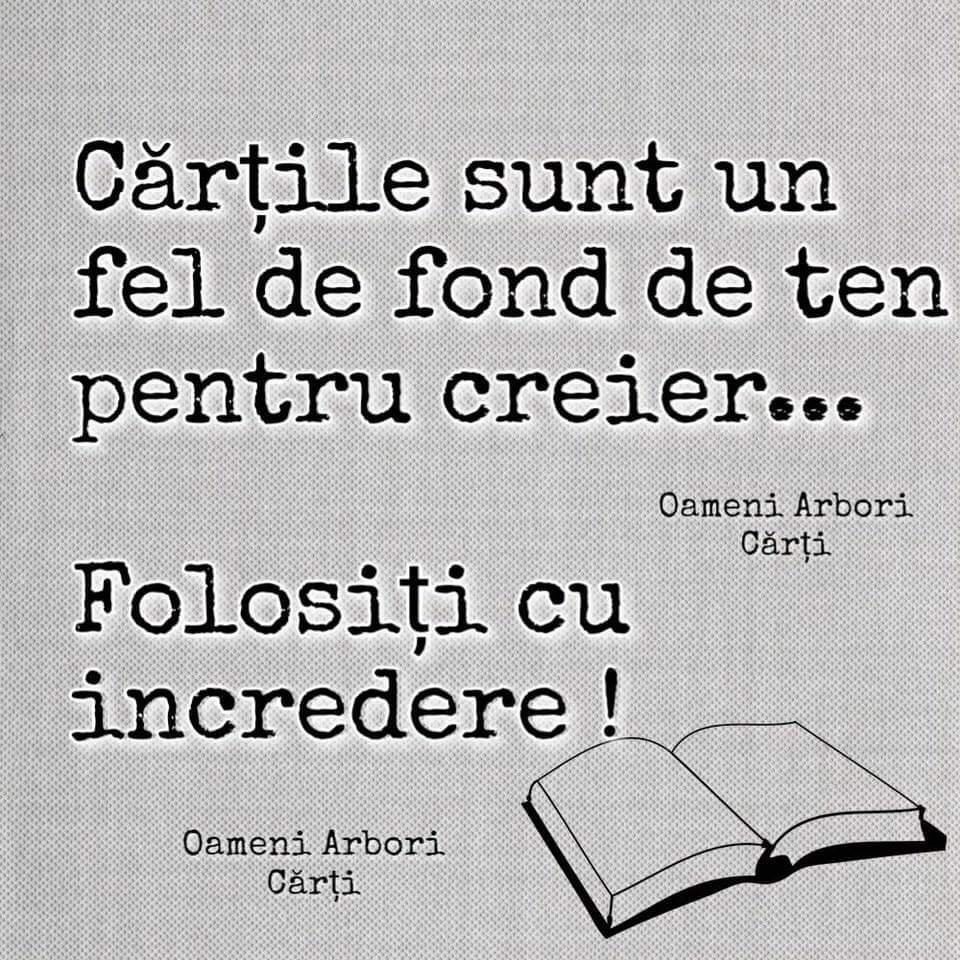 Cărțile sunt un
fel de fond de ten
pentru creier...
Oameni Arbori
Cărți
Folosiți cu
incredere !
Oameni Arbori
Cărți